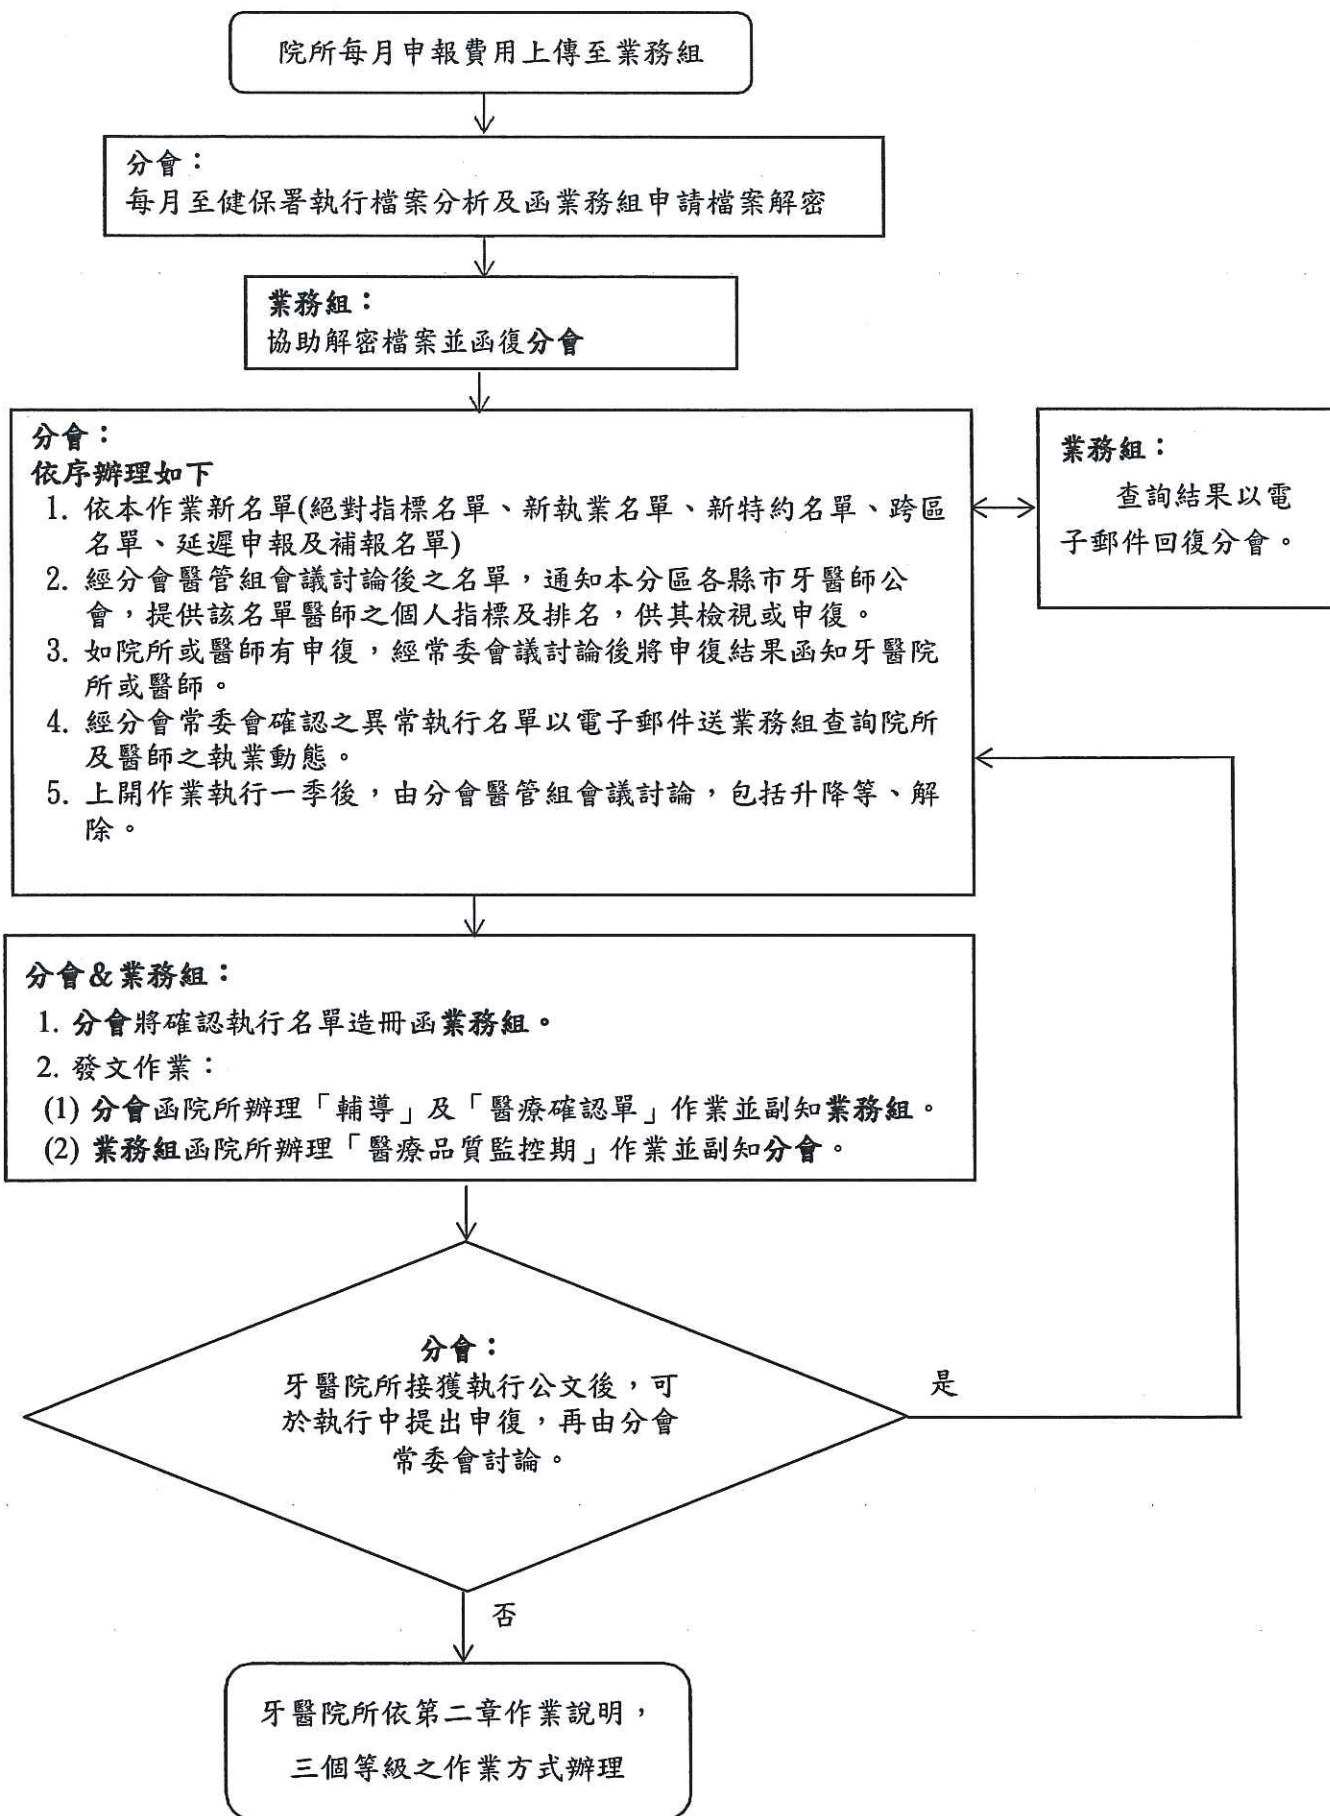 院所每月申報費用上傳至業務組
分會：
每月至健保署執行檔案分析及函業務組申請檔案解密
業務組：
協助解密檔案並函復分會
分會：
依序辦理如下
1. 依本作業新名單(絕對指標名單、新執業名單、新特約名單、跨區
名單、延遲申報及補報名單)
2. 經分會醫管組會議討論後之名單，通知本分區各縣市牙醫師公
會，提供該名單醫師之個人指標及排名，供其檢視或申復。
3. 如院所或醫師有申復，經常委會議討論後將申復結果函知牙醫院
所或醫師。
4. 經分會常委會確認之異常執行名單以電子郵件送業務組查詢院所
及醫師之執業動態。
5. 上開作業執行一季後，由分會醫管組會議討論，包括升降等、解
除。
業務組：
查詢結果以電
子郵件回復分會。
分會&業務組：
1. 分會將確認執行名單造冊函業務組。
2. 發文作業：
(1) 分會函院所辦理「輔導」及「醫療確認單」作業並副知業務組。
(2) 業務組函院所辦理「醫療品質監控期」作業並副知分會。
分會：
牙醫院所接獲執行公文後，可
於執行中提出申復，再由分會
常委會討論。
是
否
牙醫院所依第二章作業說明，
三個等級之作業方式辦理